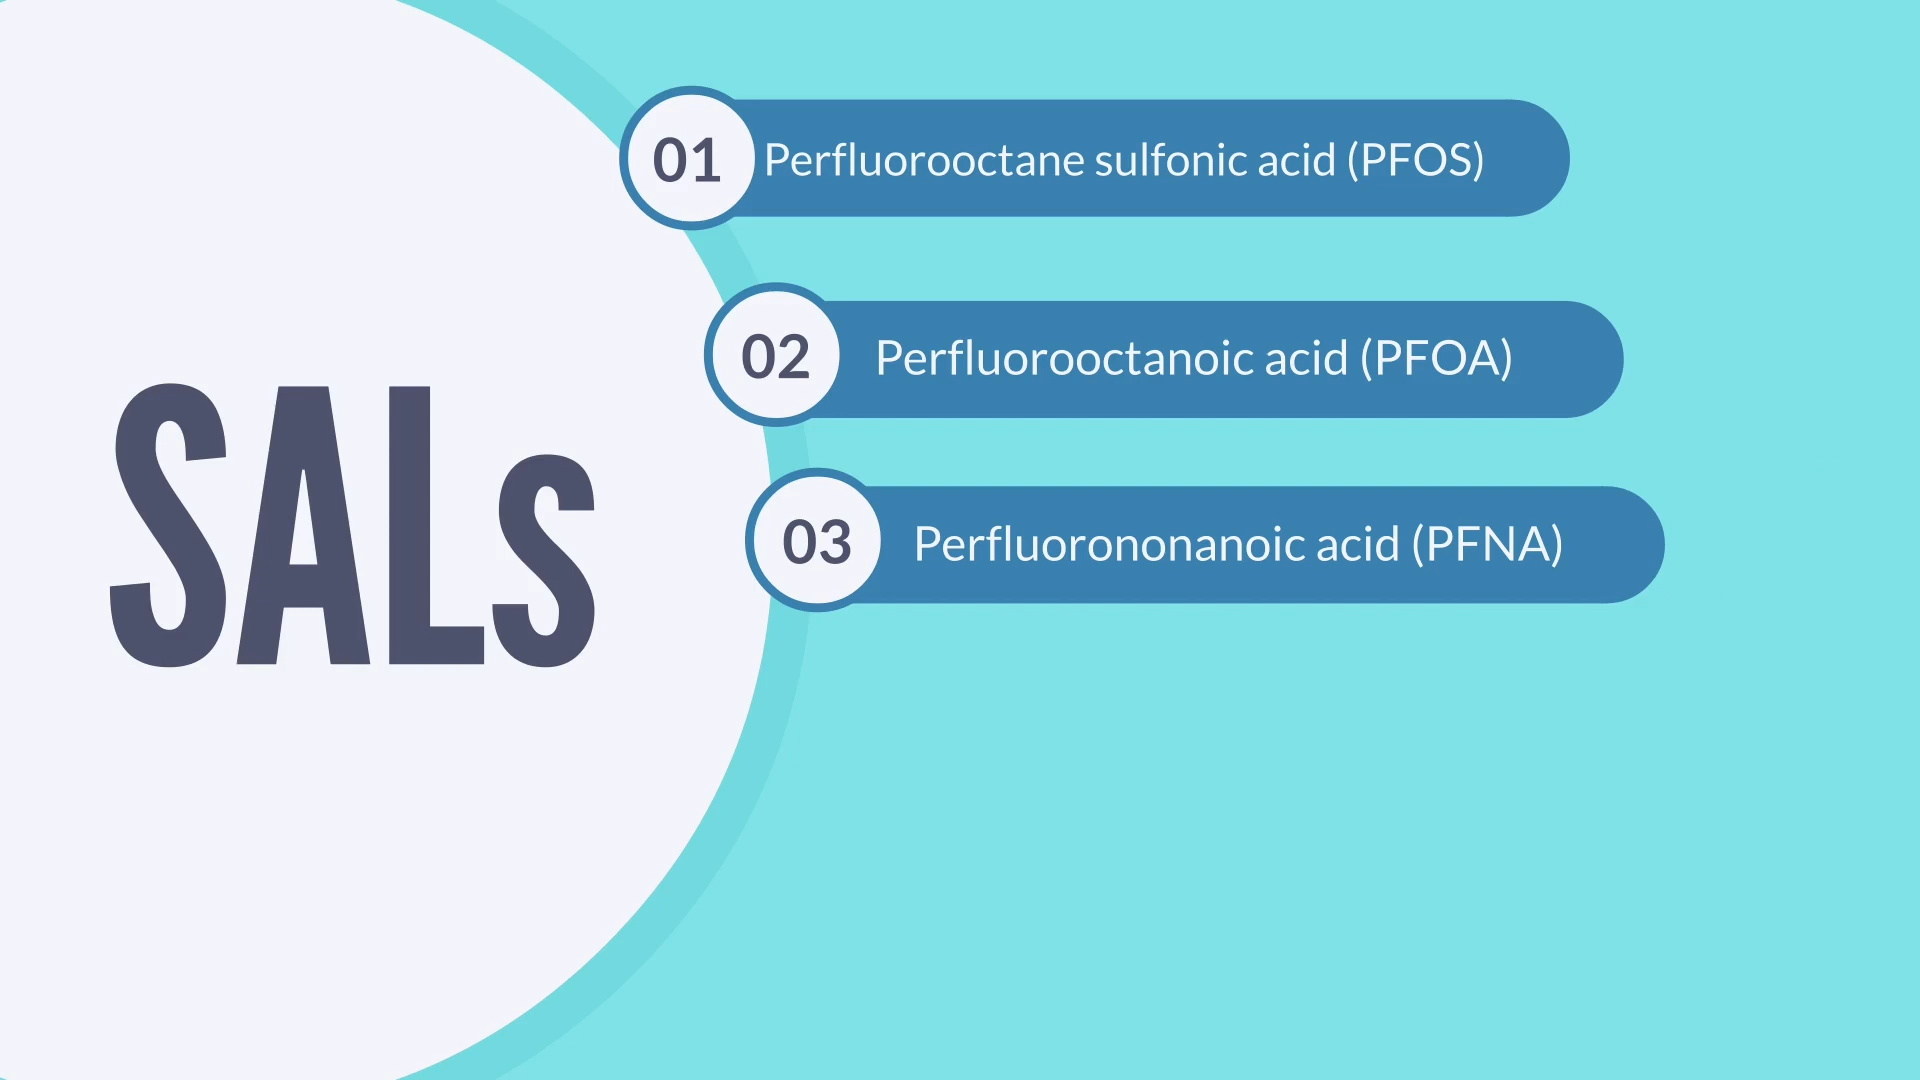 SALs
01 Perfluorooctane sulfonic acid (PFOS)
02 Perfluorooctanoic acid (PFOA)
03 Perfluorononanoic acid (PFNA)